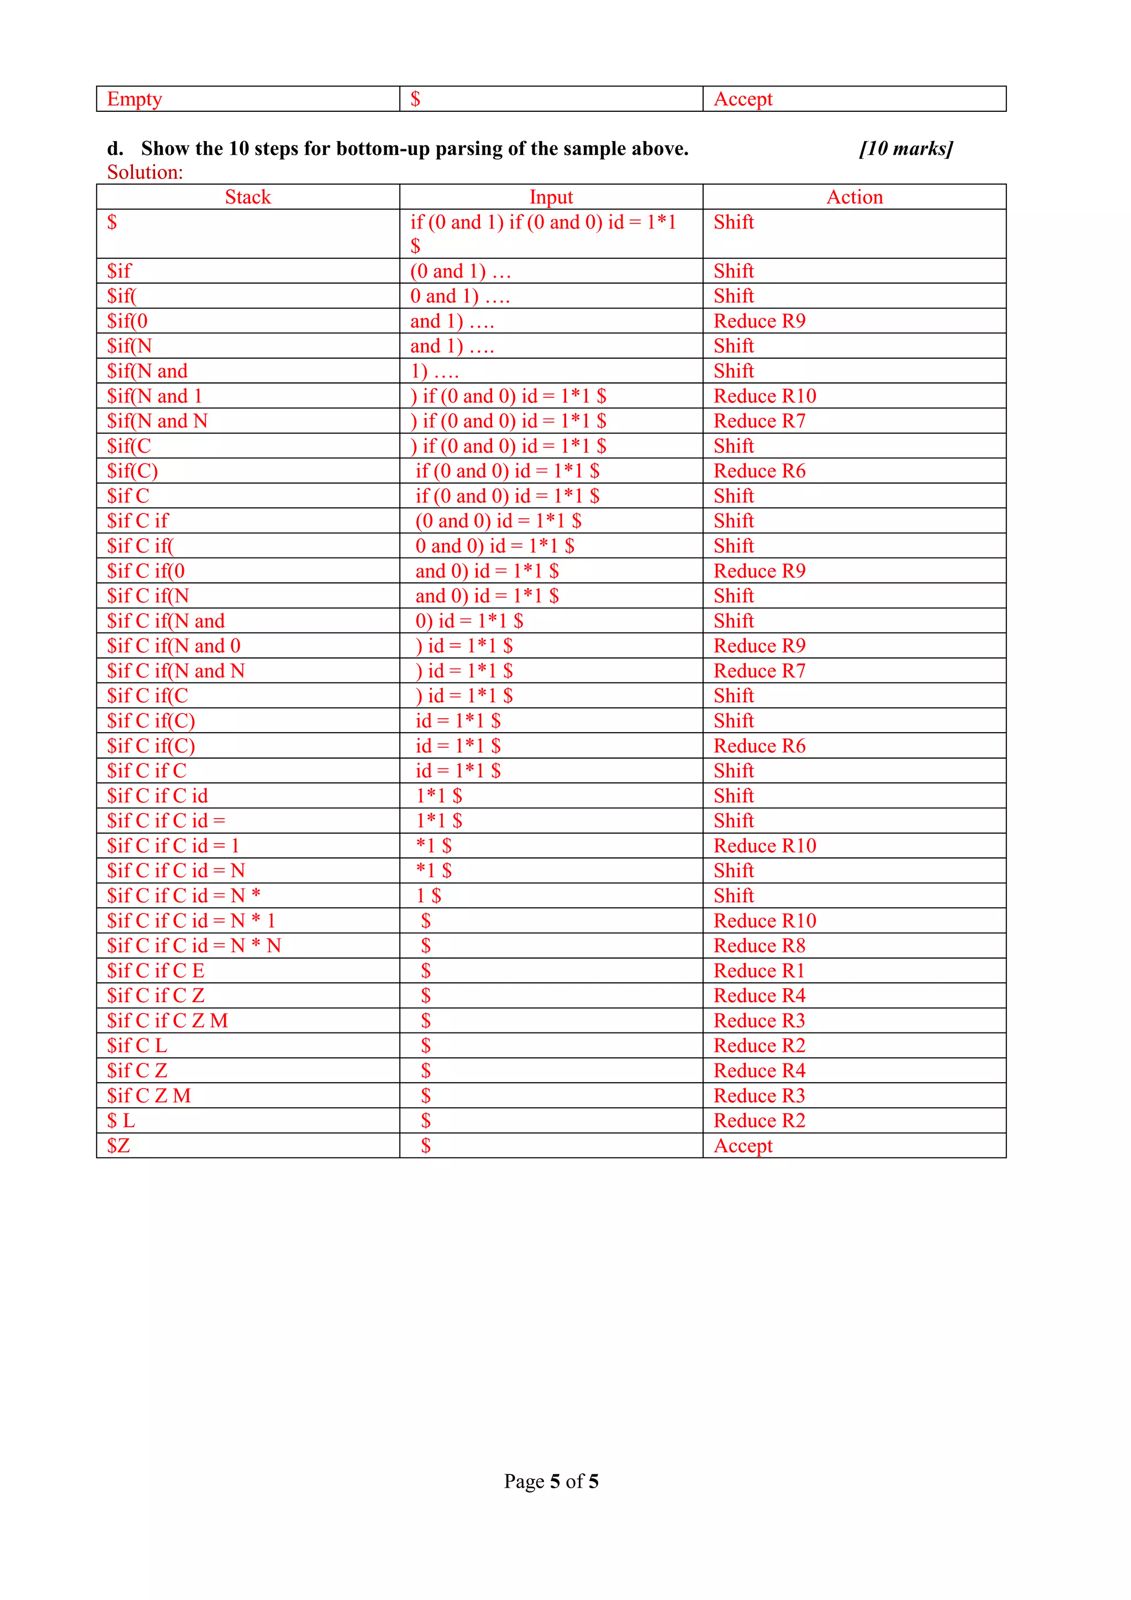 Empty $ Accept
d. Show the 10 steps for bottom-up parsing of the sample above. [10 marks]
Solution:
Stack Input Action
$ if (0 and 1) if (0 and 0) id = 1*1 Shift
$
$if (0 and 1) … Shift
$if( 0 and 1) …. Shift
$if(0 and 1) …. Reduce R9
$if(N and 1) …. Shift
$if(N and 1) …. Shift
$if(N and 1 ) if (0 and 0) id = 1*1 $ Reduce R10
$if(N and N ) if (0 and 0) id = 1*1 $ Reduce R7
$if(C ) if (0 and 0) id = 1*1 $ Shift
$if(C) if (0 and 0) id = 1*1 $ Reduce R6
$if C if (0 and 0) id = 1*1 $ Shift
$if C if (0 and 0) id = 1*1 $ Shift
$if C if( 0 and 0) id = 1*1 $ Shift
$if C if(0 and 0) id = 1*1 $ Reduce R9
$if C if(N and 0) id = 1*1 $ Shift
$if C if(N and 0) id = 1*1 $ Shift
$if C if(N and 0 ) id = 1*1 $ Reduce R9
$if C if(N and N ) id = 1*1 $ Reduce R7
$if C if(C ) id = 1*1 $ Shift
$if C if(C) id = 1*1 $ Shift
$if C if(C) id = 1*1 $ Reduce R6
$if C if C id = 1*1 $ Shift
$if C if C id 1*1 $ Shift
$if C if C id = 1*1 $ Shift
$if C if C id = 1 *1 $ Reduce R10
$if C if C id = N *1 $ Shift
$if C if C id = N * 1 $ Shift
$if C if C id = N * 1 $ Reduce R10
$if C if C id = N * N $ Reduce R8
$if C if C E $ Reduce R1
$if C if C Z $ Reduce R4
$if C if C Z M $ Reduce R3
$if C L $ Reduce R2
$if C Z $ Reduce R4
$if C Z M $ Reduce R3
$ L $ Reduce R2
$Z $ Accept
Page 5 of 5